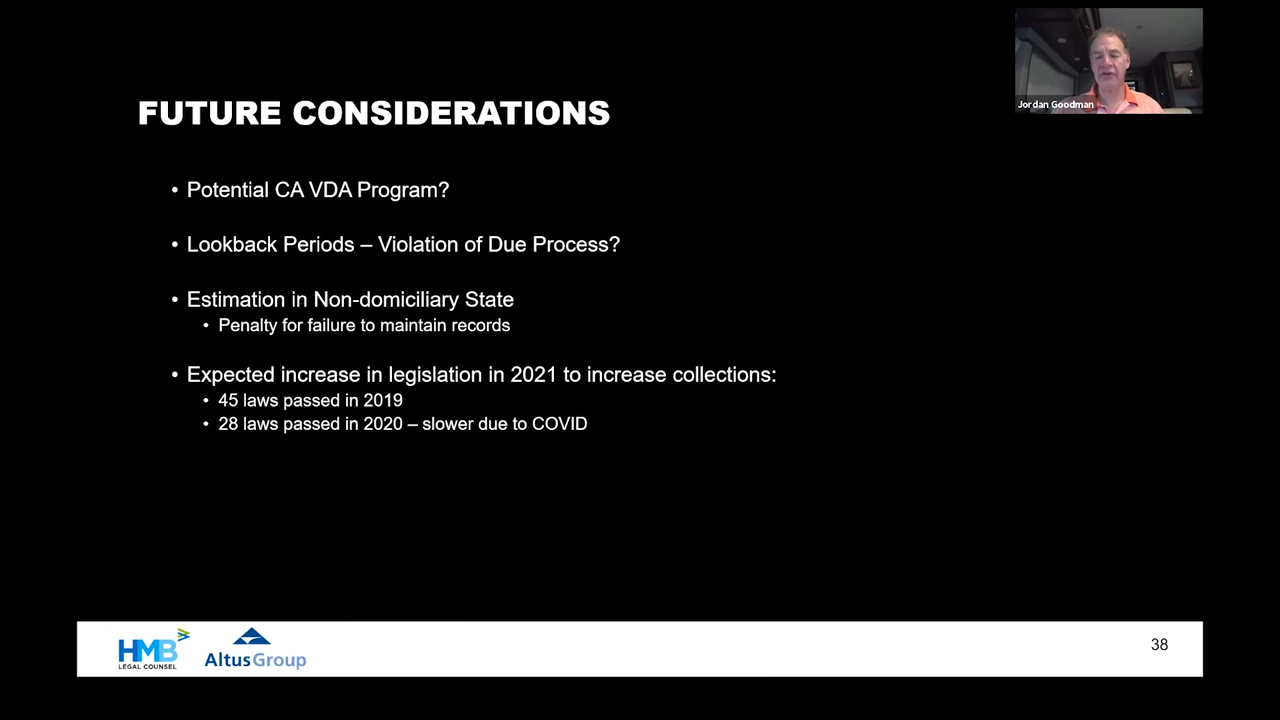 Jordan Goodman
FUTURE CONSIDERATIONS
• Potential CA VDA Program?
• Lookback Periods – Violation of Due Process?
• Estimation in Non-domiciliary State
• Penalty for failure to maintain records
• Expected increase in legislation in 2021 to increase collections:
• 45 laws passed in 2019
• 28 laws passed in 2020 – slower due to COVID
HMB
LEGAL COUNSEL
AltusGroup
38